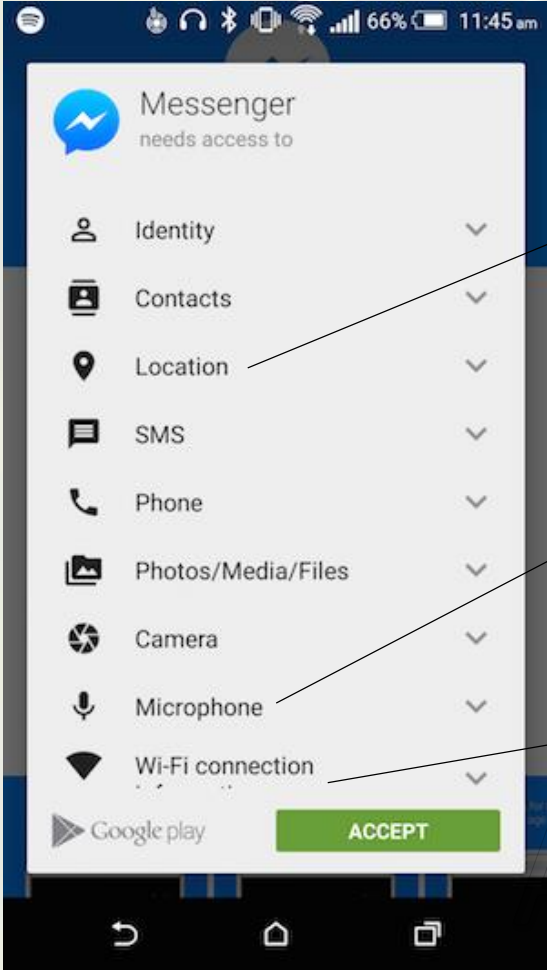 66% 11:45 am
Messenger
needs access to
Identity
Contacts
Location
SMS
Phone
Photos/Media/Files
Camera
Microphone
Wi-Fi connection
Google play
ACCEPT